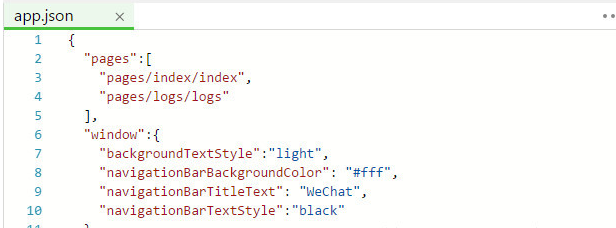 app.json ×
1 {
2 "pages":[
3 "pages/index/index",
4 "pages/logs/logs"
5 ],
6 "window":{
7 "backgroundTextStyle":"light",
8 "navigationBarBackgroundColor": "#fff",
9 "navigationBarTitleText": "WeChat",
10 "navigationBarTextStyle":"black"